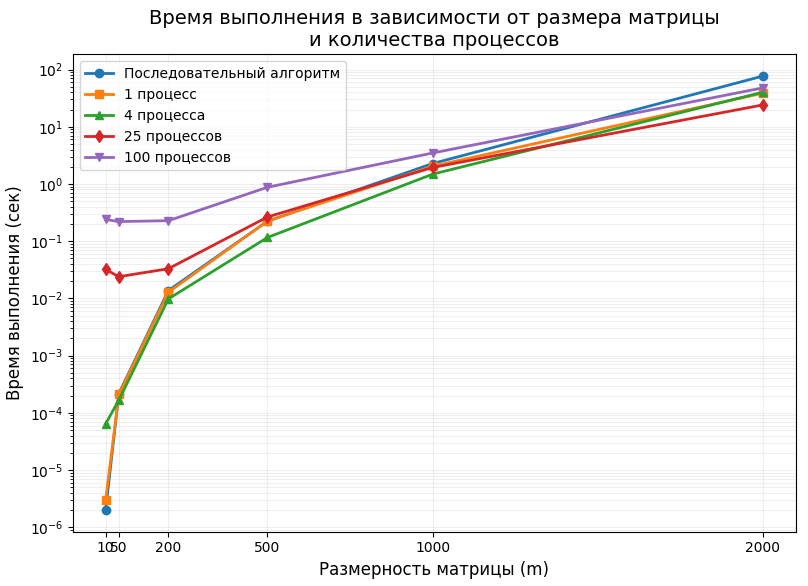 Время выполнения в зависимости от размера матрицы
и количества процессов
Последовательный алгоритм
1 процесс
4 процесса
25 процессов
100 процессов
Время выполнения (сек)
10²
10¹
10⁰
10⁻¹
10⁻²
10⁻³
10⁻⁴
10⁻⁵
10⁻⁶
10 50 200 500 1000 2000
Размерность матрицы (m)